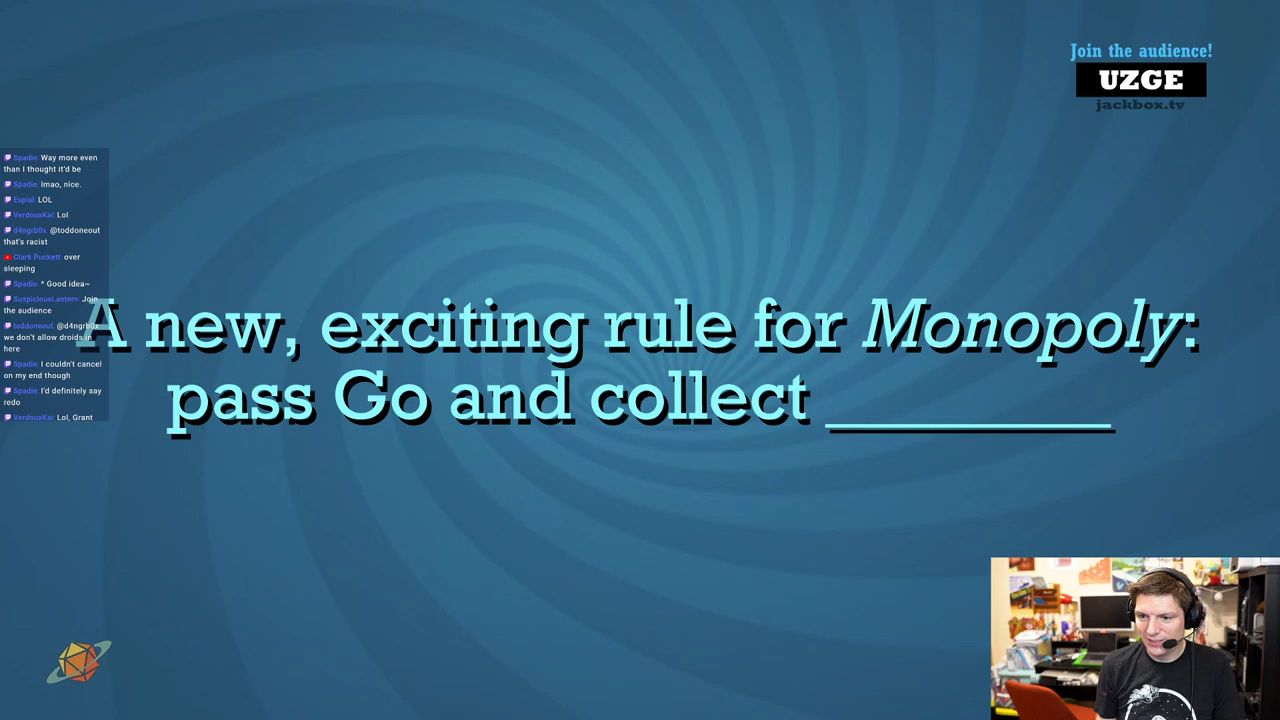 Join the audience!
UZGE
jackbox.tv
Spadie: Way more even
than I thought it'd be
Spadie: lmao, nice.
Espial: LOL
VerdouxKai: Lol
d4ngrb0x: @toddoneout
that's racist
Clark Puckett: over
sleeping
Spadie: ^ Good idea~
SuspiciousLantern: Join
the audience
toddoneout: @d4ngrb0x
we don't allow droids in
here
Spadie: I couldn't cancel
on my end though
Spadie: I'd definitely say
redo
VerdouxKai: Lol, Grant
A new, exciting rule for Monopoly:
pass Go and collect __________